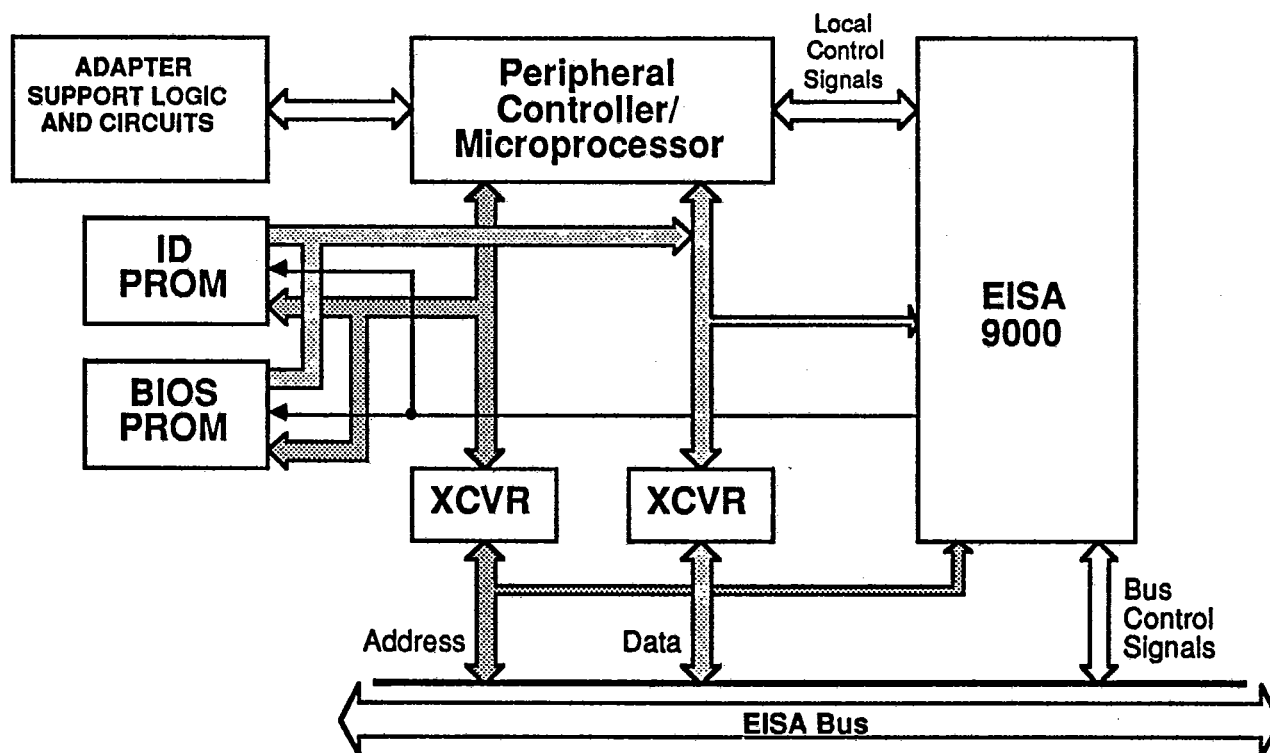 ADAPTER
SUPPORT LOGIC
AND CIRCUITS
Peripheral
Controller/
Microprocessor
Local
Control
Signals
ID
PROM
EISA
9000
BIOS
PROM
XCVR
XCVR
Address
Data
Bus
Control
Signals
EISA Bus